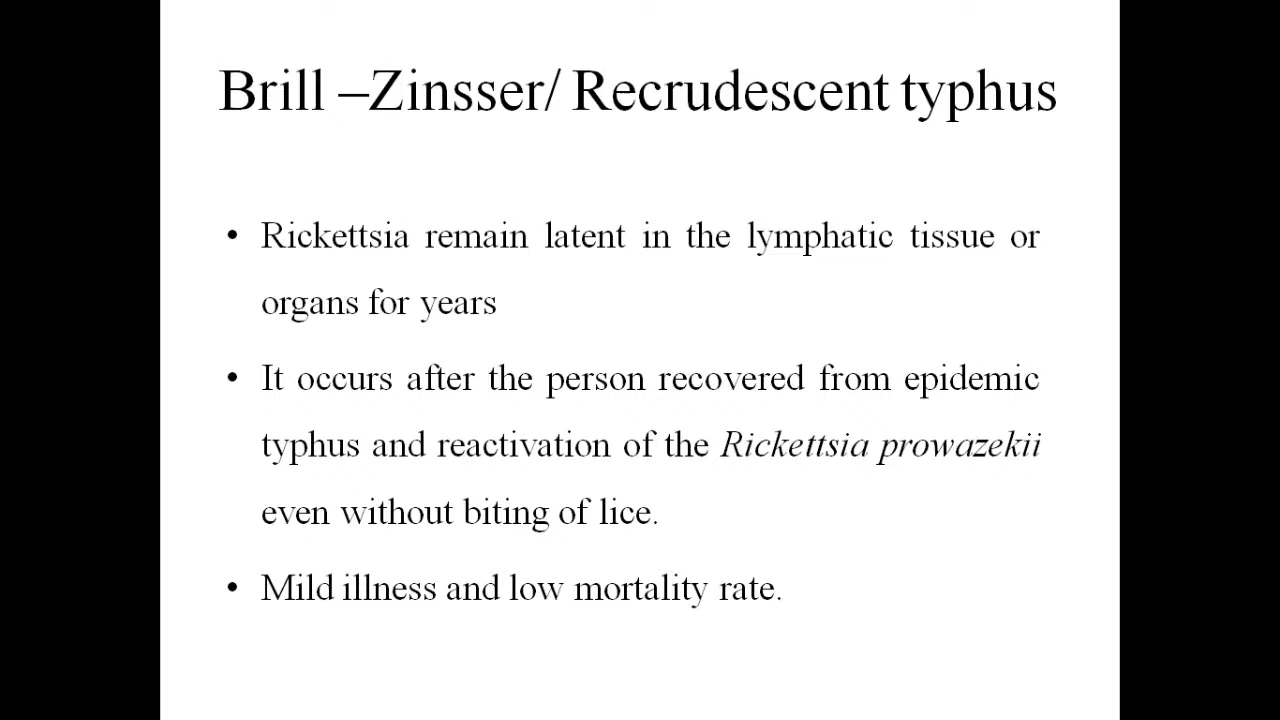 Brill –Zinsser/ Recrudescent typhus
• Rickettsia remain latent in the lymphatic tissue or
organs for years
• It occurs after the person recovered from epidemic
typhus and reactivation of the Rickettsia prowazekii
even without biting of lice.
• Mild illness and low mortality rate.